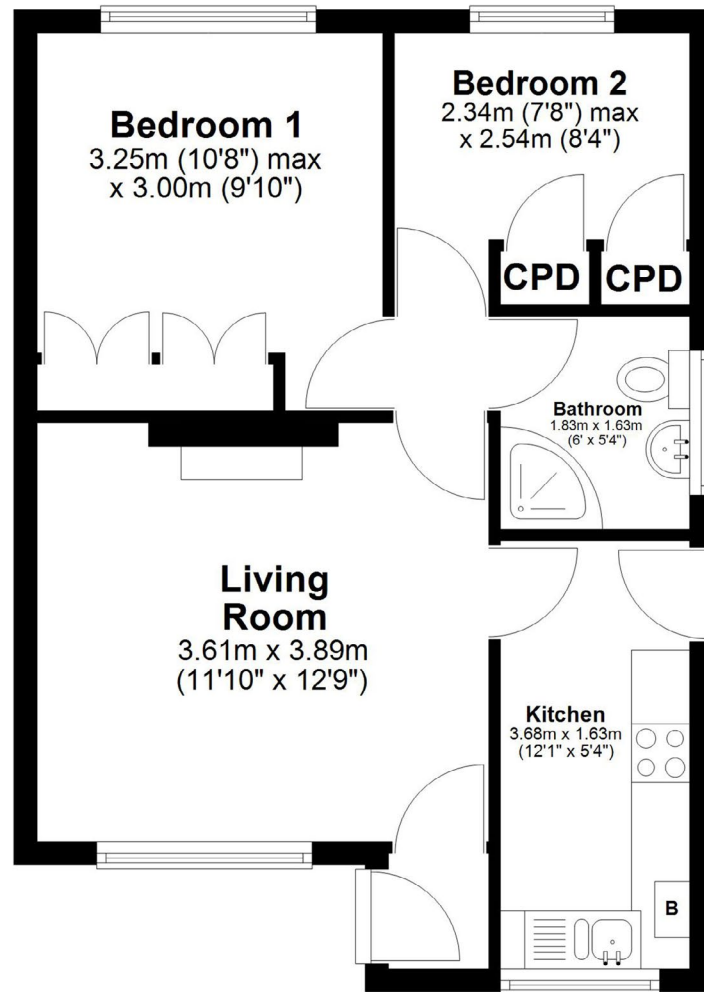 Bedroom 1
3.25m (10'8") max
x 3.00m (9'10")
Bedroom 2
2.34m (7'8") max
x 2.54m (8'4")
CPD
CPD
Bathroom
1.83m x 1.63m
(6' x 5'4")
Living
Room
3.61m x 3.89m
(11'10" x 12'9")
Kitchen
3.68m x 1.63m
(12'1" x 5'4")
B